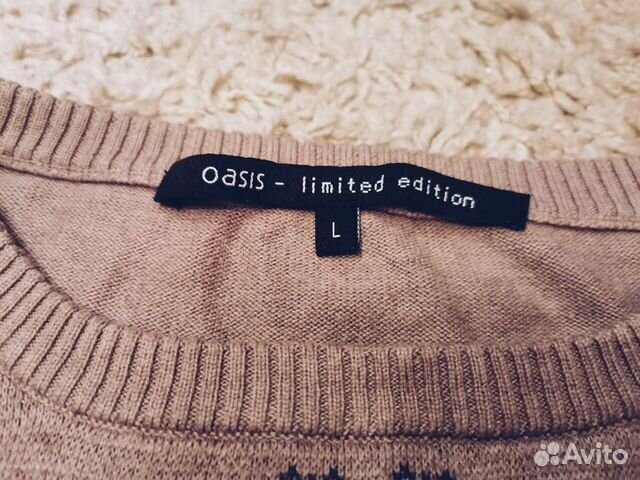 oasis - limited edition
L
Avito